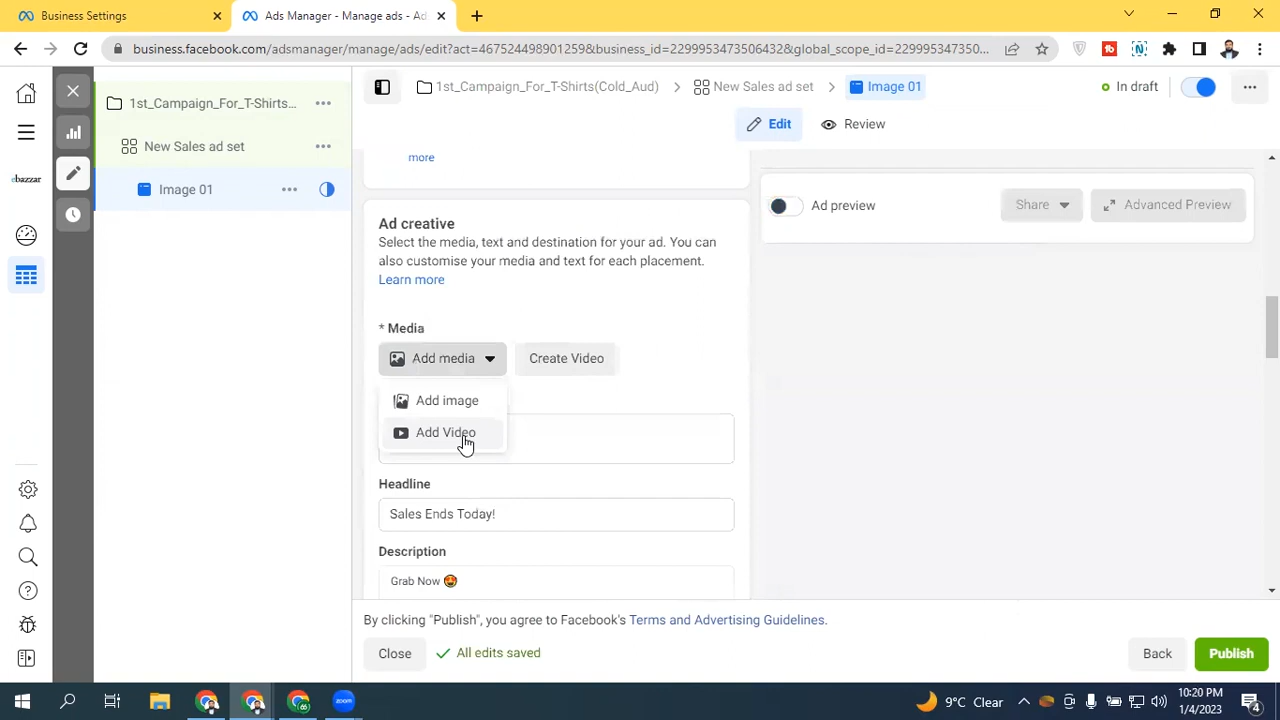 Business Settings
Ads Manager - Manage ads - Ad
business.facebook.com/adsmanager/manage/ads/edit?act=467524498901259&business_id=2299953473506432&global_scope_id=229995347350...
1st_Campaign_For_T-Shirts(Cold_Aud)
New Sales ad set
Image 01
In draft
1st_Campaign_For_T-Shirts...
New Sales ad set
Image 01
ebazzar
Edit
Review
more
Ad creative
Select the media, text and destination for your ad. You can
also customise your media and text for each placement.
Learn more
* Media
Add media
Create Video
Add image
Add Video
Headline
Sales Ends Today!
Description
Grab Now 😍
Ad preview
Share
Advanced Preview
By clicking "Publish", you agree to Facebook's Terms and Advertising Guidelines.
Close
All edits saved
Back
Publish
zoom
9°C Clear
10:20 PM
1/4/2023
4